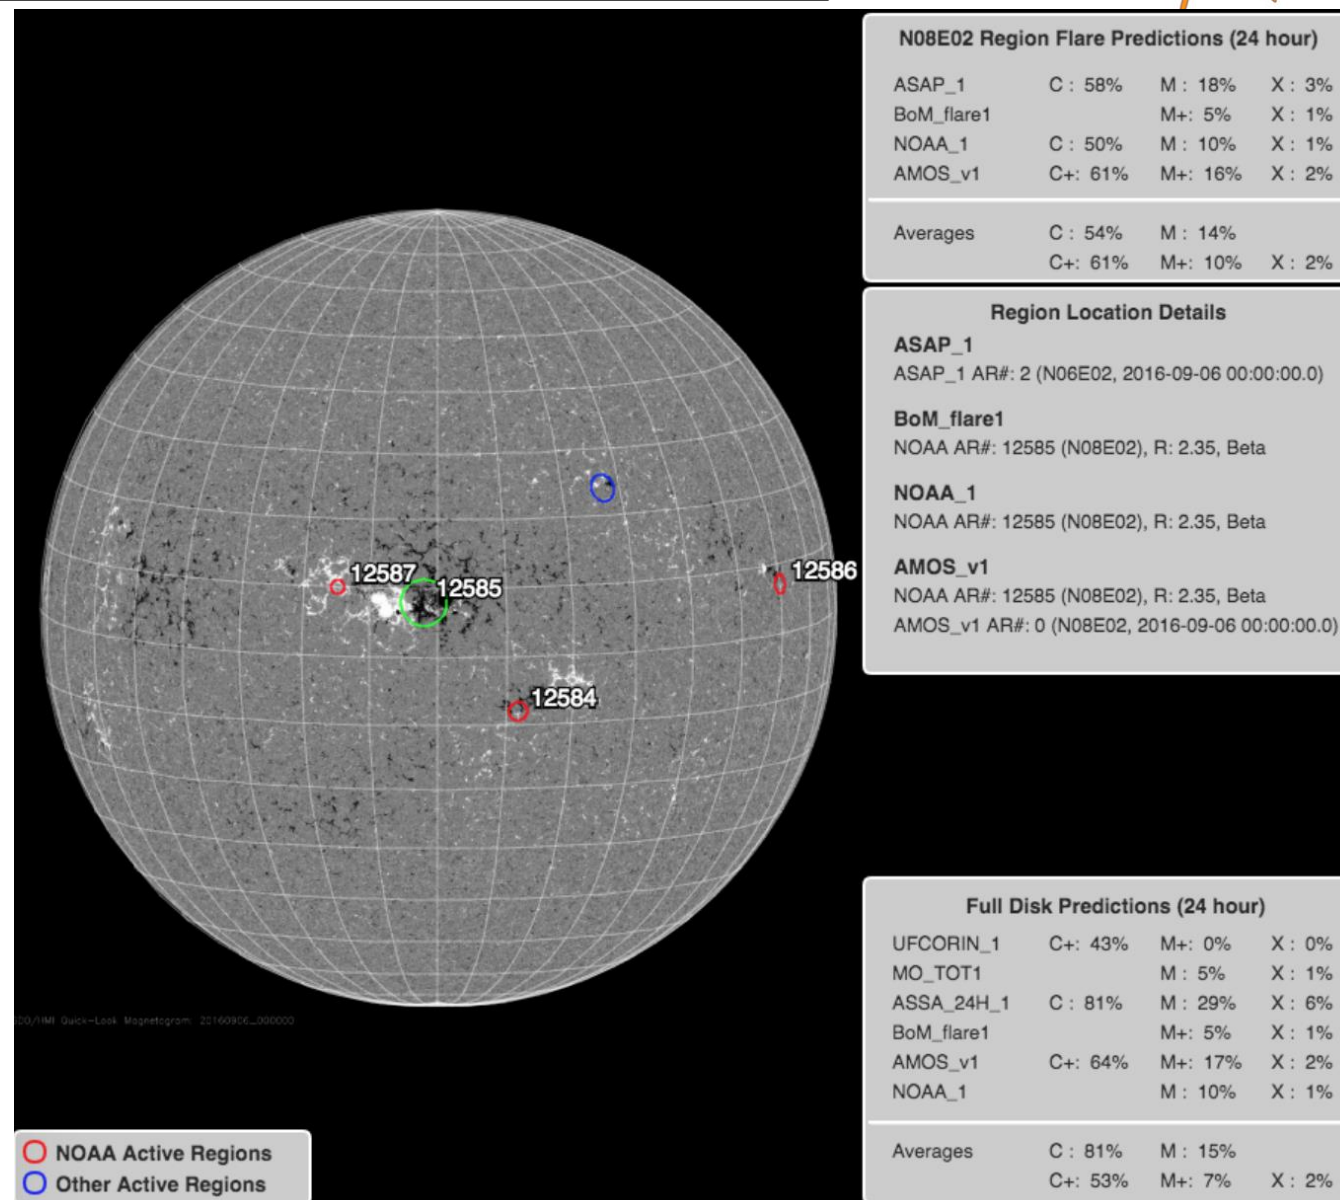 N08E02 Region Flare Predictions (24 hour)
ASAP_1 C : 58% M : 18% X : 3%
BoM_flare1 M+: 5% X : 1%
NOAA_1 C : 50% M : 10% X : 1%
AMOS_v1 C+: 61% M+: 16% X : 2%
Averages C : 54% M : 14%
C+: 61% M+: 10% X : 2%
Region Location Details
ASAP_1
ASAP_1 AR#: 2 (N06E02, 2016-09-06 00:00:00.0)
BoM_flare1
NOAA AR#: 12585 (N08E02), R: 2.35, Beta
NOAA_1
NOAA AR#: 12585 (N08E02), R: 2.35, Beta
AMOS_v1
NOAA AR#: 12585 (N08E02), R: 2.35, Beta
AMOS_v1 AR#: 0 (N08E02, 2016-09-06 00:00:00.0)
12587
12585
12586
12584
Full Disk Predictions (24 hour)
UFCORIN_1 C+: 43% M+: 0% X : 0%
MO_TOT1 M : 5% X : 1%
ASSA_24H_1 C : 81% M : 29% X : 6%
BoM_flare1 M+: 5% X : 1%
AMOS_v1 C+: 64% M+: 17% X : 2%
NOAA_1 M : 10% X : 1%
Averages C : 81% M : 15%
C+: 53% M+: 7% X : 2%
SDO/HMI Quick-Look Magnetogram: 20160906_000000
NOAA Active Regions
Other Active Regions